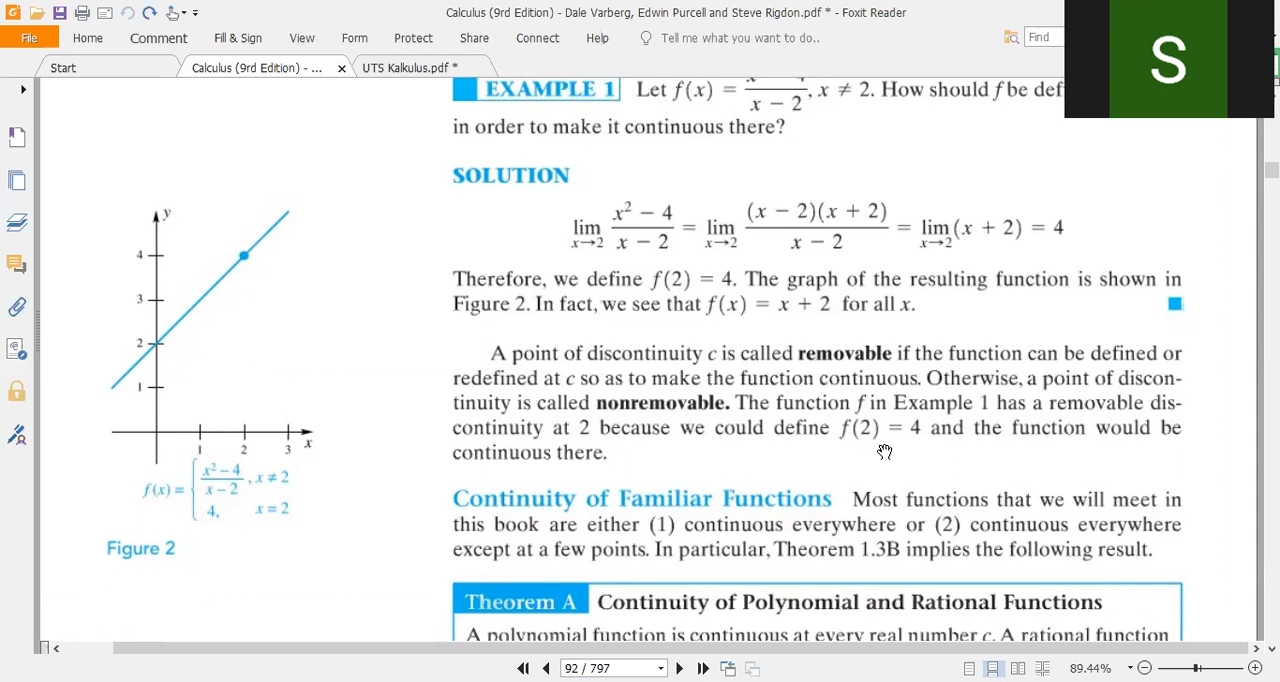 Calculus (9rd Edition) - Dale Varberg, Edwin Purcell and Steve Rigdon.pdf * - Foxit Reader
File Home Comment Fill & Sign View Form Protect Share Connect Help Tell me what you want to do.. Find
Start Calculus (9rd Edition) - ... x UTS Kalkulus.pdf *
S
EXAMPLE 1 Let f(x) = x − 2 , x ≠ 2. How should f be def
in order to make it continuous there?
SOLUTION
lim x→2 (x² − 4)/(x − 2) = lim x→2 ((x − 2)(x + 2))/(x − 2) = lim x→2 (x + 2) = 4
Therefore, we define f(2) = 4. The graph of the resulting function is shown in
Figure 2. In fact, we see that f(x) = x + 2 for all x.
A point of discontinuity c is called removable if the function can be defined or
redefined at c so as to make the function continuous. Otherwise, a point of discon-
tinuity is called nonremovable. The function f in Example 1 has a removable dis-
continuity at 2 because we could define f(2) = 4 and the function would be
continuous there.
Continuity of Familiar Functions Most functions that we will meet in
this book are either (1) continuous everywhere or (2) continuous everywhere
except at a few points. In particular, Theorem 1.3B implies the following result.
Theorem A Continuity of Polynomial and Rational Functions
A polynomial function is continuous at every real number c. A rational function
y
4
3
2
1
1 2 3 x
f(x) = { (x² − 4)/(x − 2) , x ≠ 2
4, x = 2
Figure 2
92 / 797
89.44%